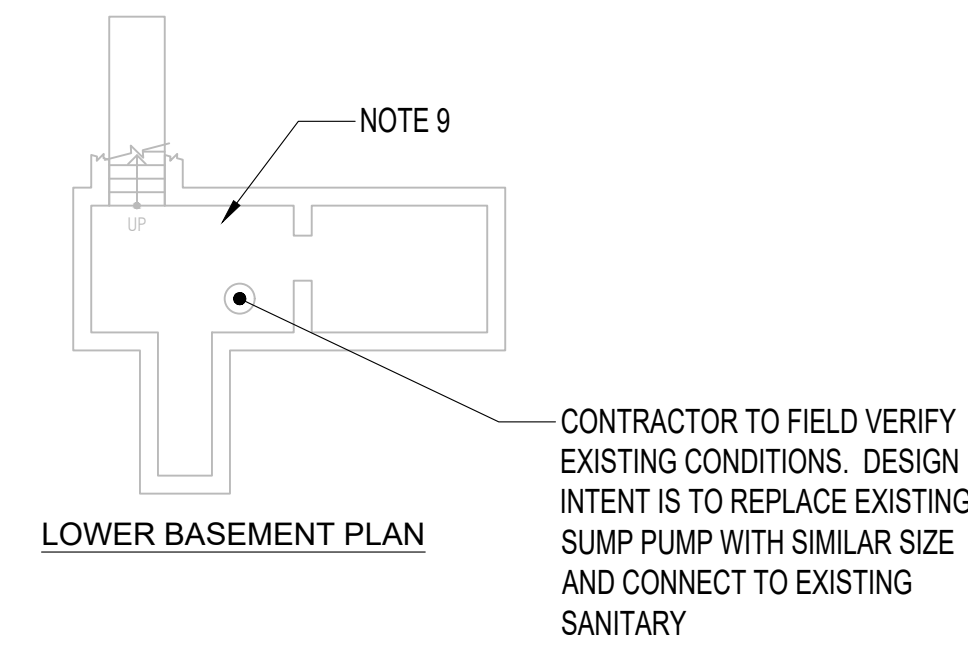 NOTE 9
UP
CONTRACTOR TO FIELD VERIFY
EXISTING CONDITIONS. DESIGN
INTENT IS TO REPLACE EXISTING
SUMP PUMP WITH SIMILAR SIZE
AND CONNECT TO EXISTING
SANITARY
LOWER BASEMENT PLAN